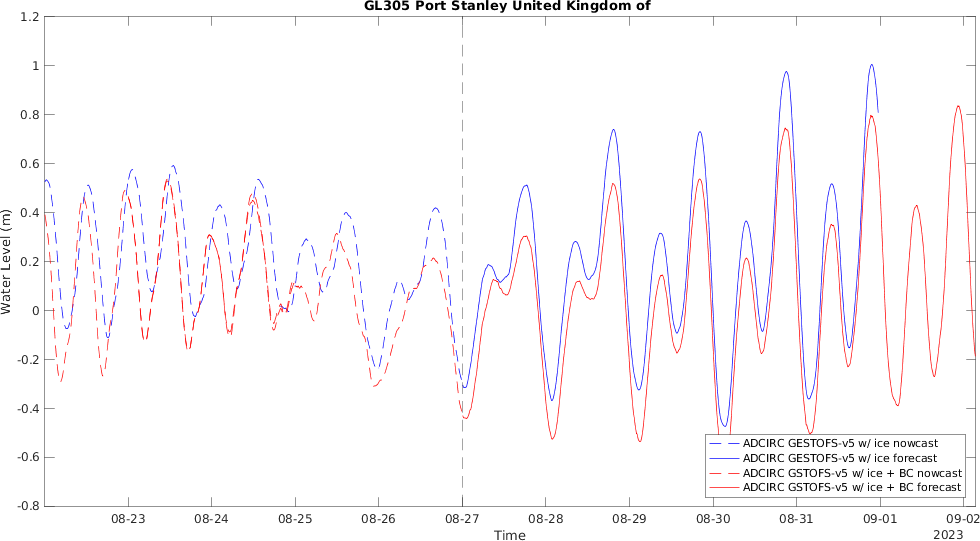 GL305 Port Stanley United Kingdom of
1.2
1
0.8
0.6
0.4
0.2
0
-0.2
-0.4
-0.6
-0.8
Water Level (m)
ADCIRC GESTOFS-v5 w/ ice nowcast
ADCIRC GESTOFS-v5 w/ ice forecast
ADCIRC GSTOFS-v5 w/ ice + BC nowcast
ADCIRC GSTOFS-v5 w/ ice + BC forecast
08-23 08-24 08-25 08-26 08-27 08-28 08-29 08-30 08-31 09-01 09-02
Time
2023